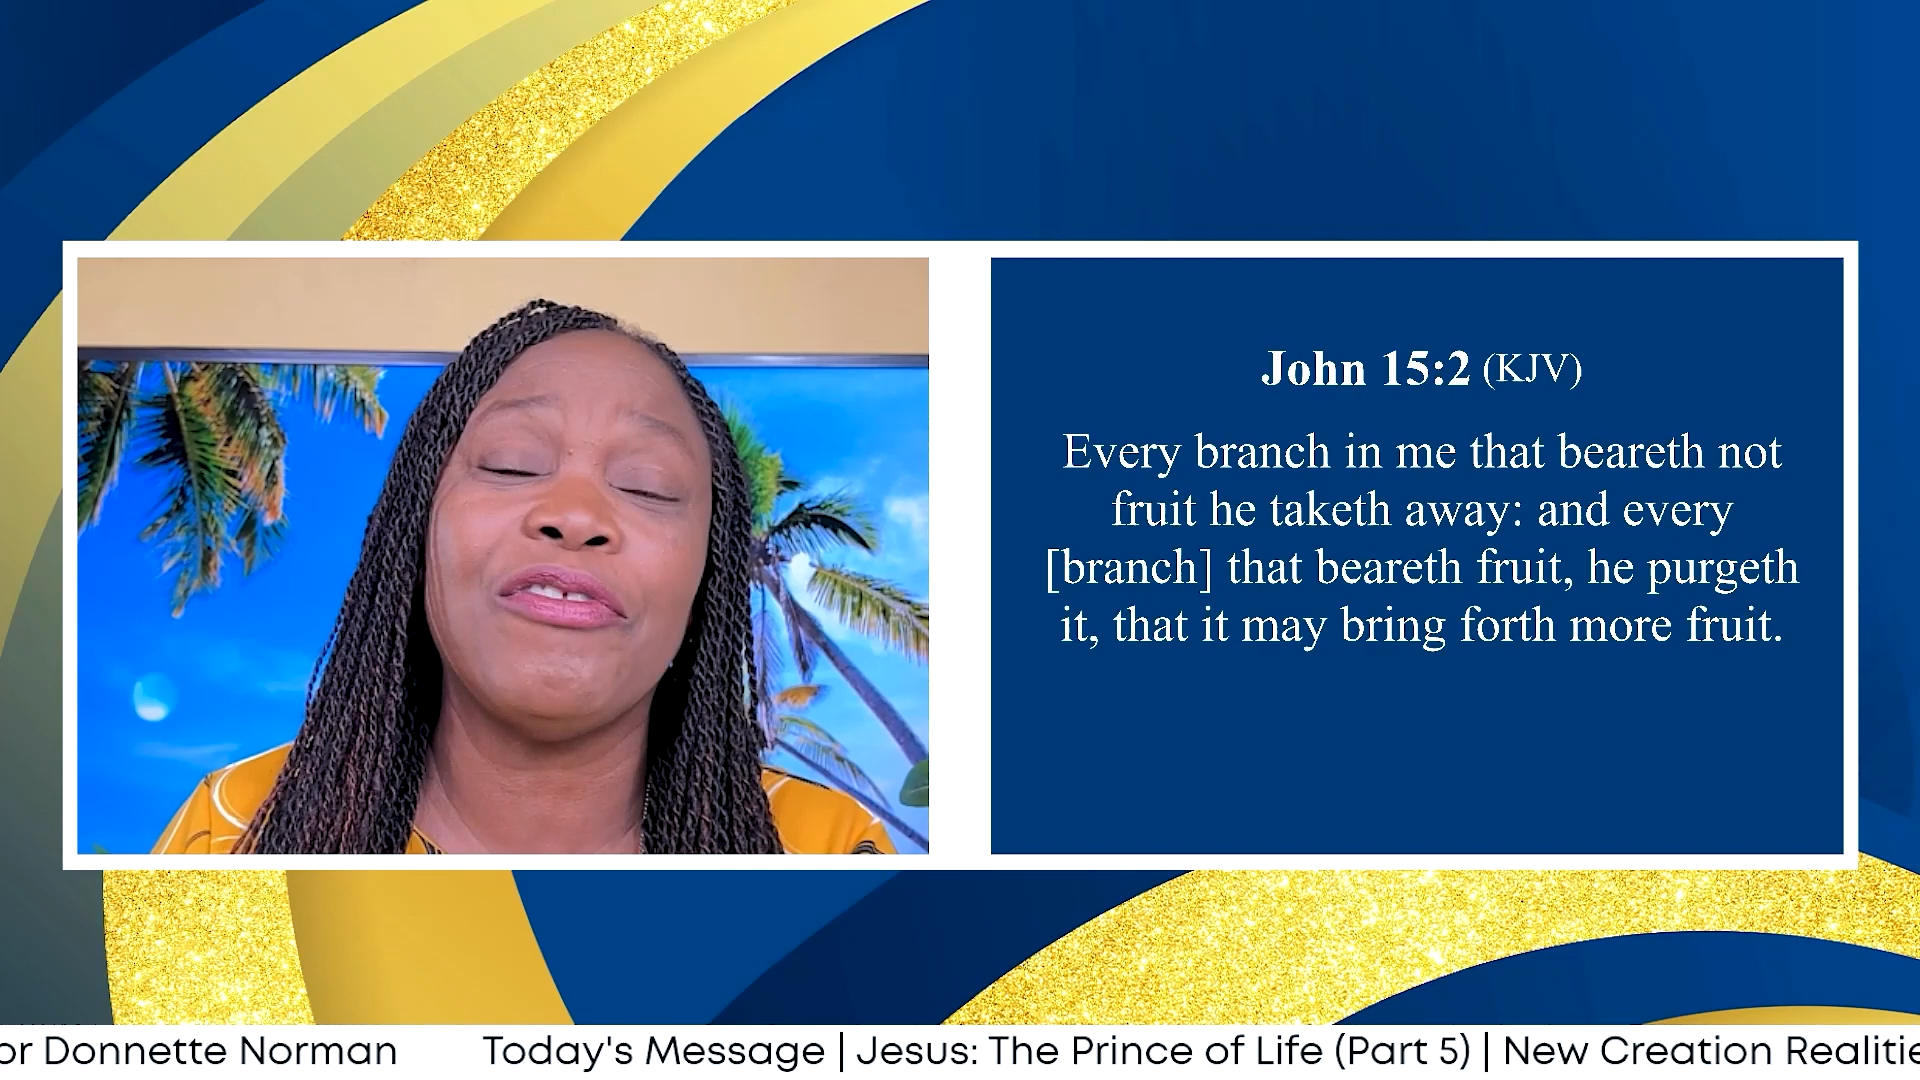 John 15:2 (KJV)
Every branch in me that beareth not
fruit he taketh away: and every
[branch] that beareth fruit, he purgeth
it, that it may bring forth more fruit.
or Donnette Norman Today's Message | Jesus: The Prince of Life (Part 5) | New Creation Realitie